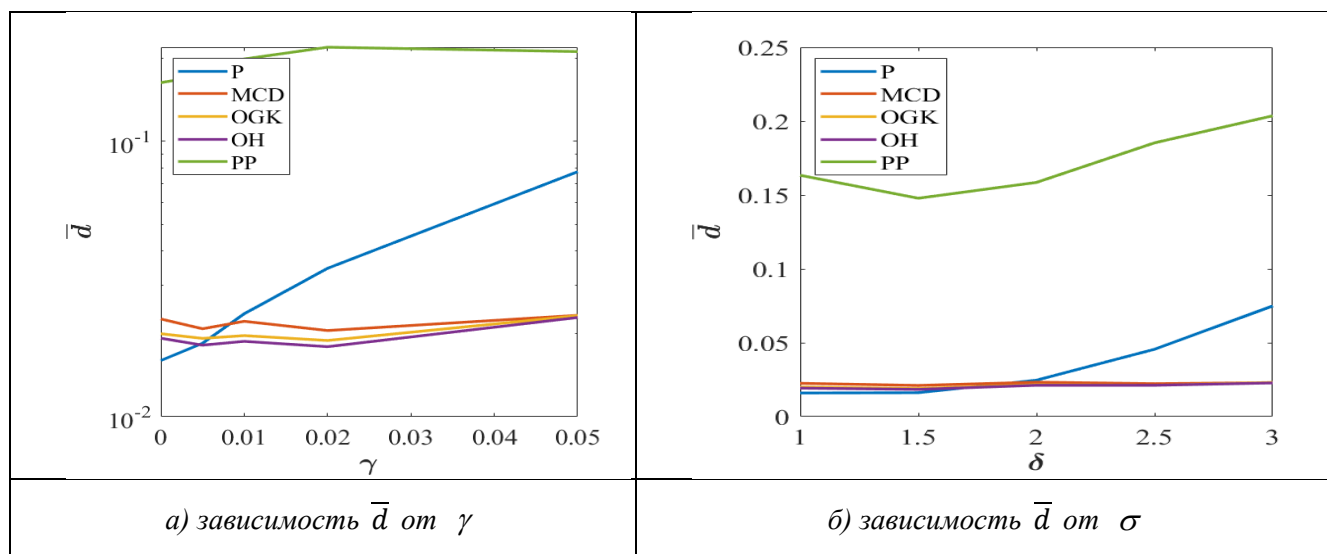 d̅
10⁻¹
10⁻²
P
MCD
OGK
OH
PP
0 0.01 0.02 0.03 0.04 0.05
γ
d̅
0.25
0.2
0.15
0.1
0.05
0
P
MCD
OGK
OH
PP
1 1.5 2 2.5 3
δ
а) зависимость d̅ от γ
б) зависимость d̅ от σ